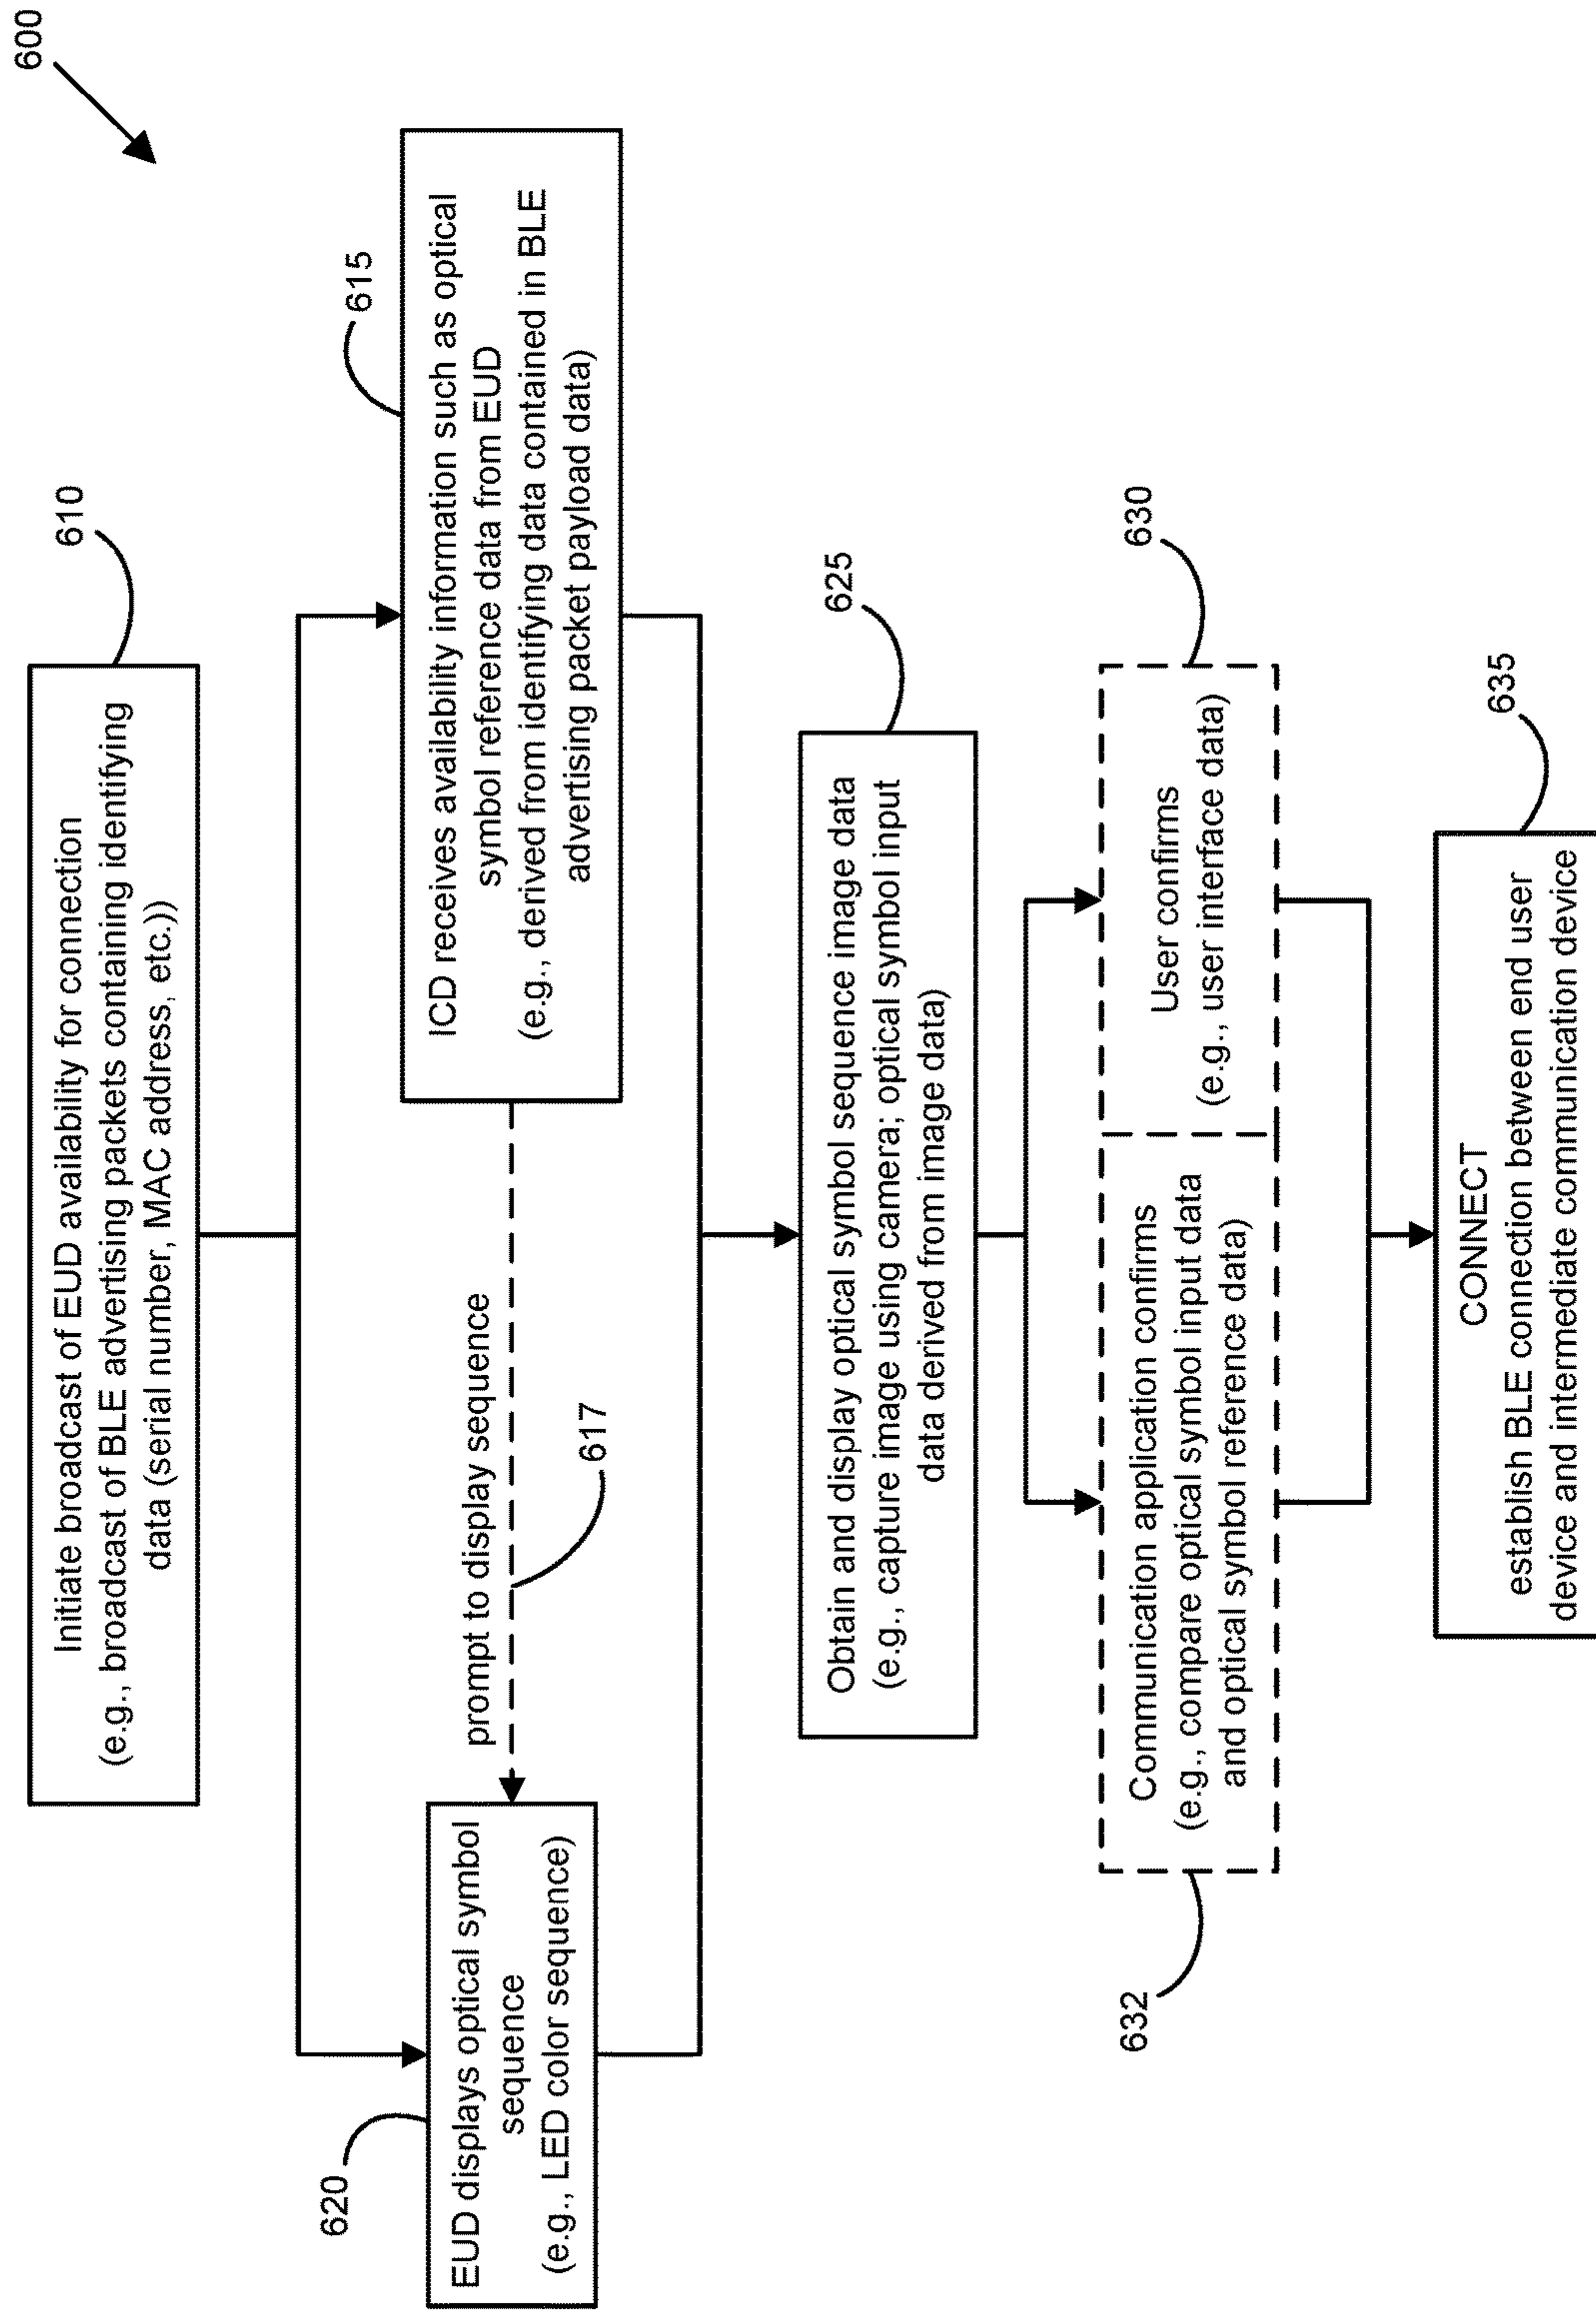 600
610
Initiate broadcast of EUD availability for connection
(e.g., broadcast of BLE advertising packets containing identifying
data (serial number, MAC address, etc.))
620
EUD displays optical symbol
sequence
(e.g., LED color sequence)
prompt to display sequence
617
615
ICD receives availability information such as optical
symbol reference data from EUD
(e.g., derived from identifying data contained in BLE
advertising packet payload data)
625
Obtain and display optical symbol sequence image data
(e.g., capture image using camera; optical symbol input
data derived from image data)
632
Communication application confirms
(e.g., compare optical symbol input data
and optical symbol reference data)
630
User confirms
(e.g., user interface data)
635
CONNECT
establish BLE connection between end user
device and intermediate communication device